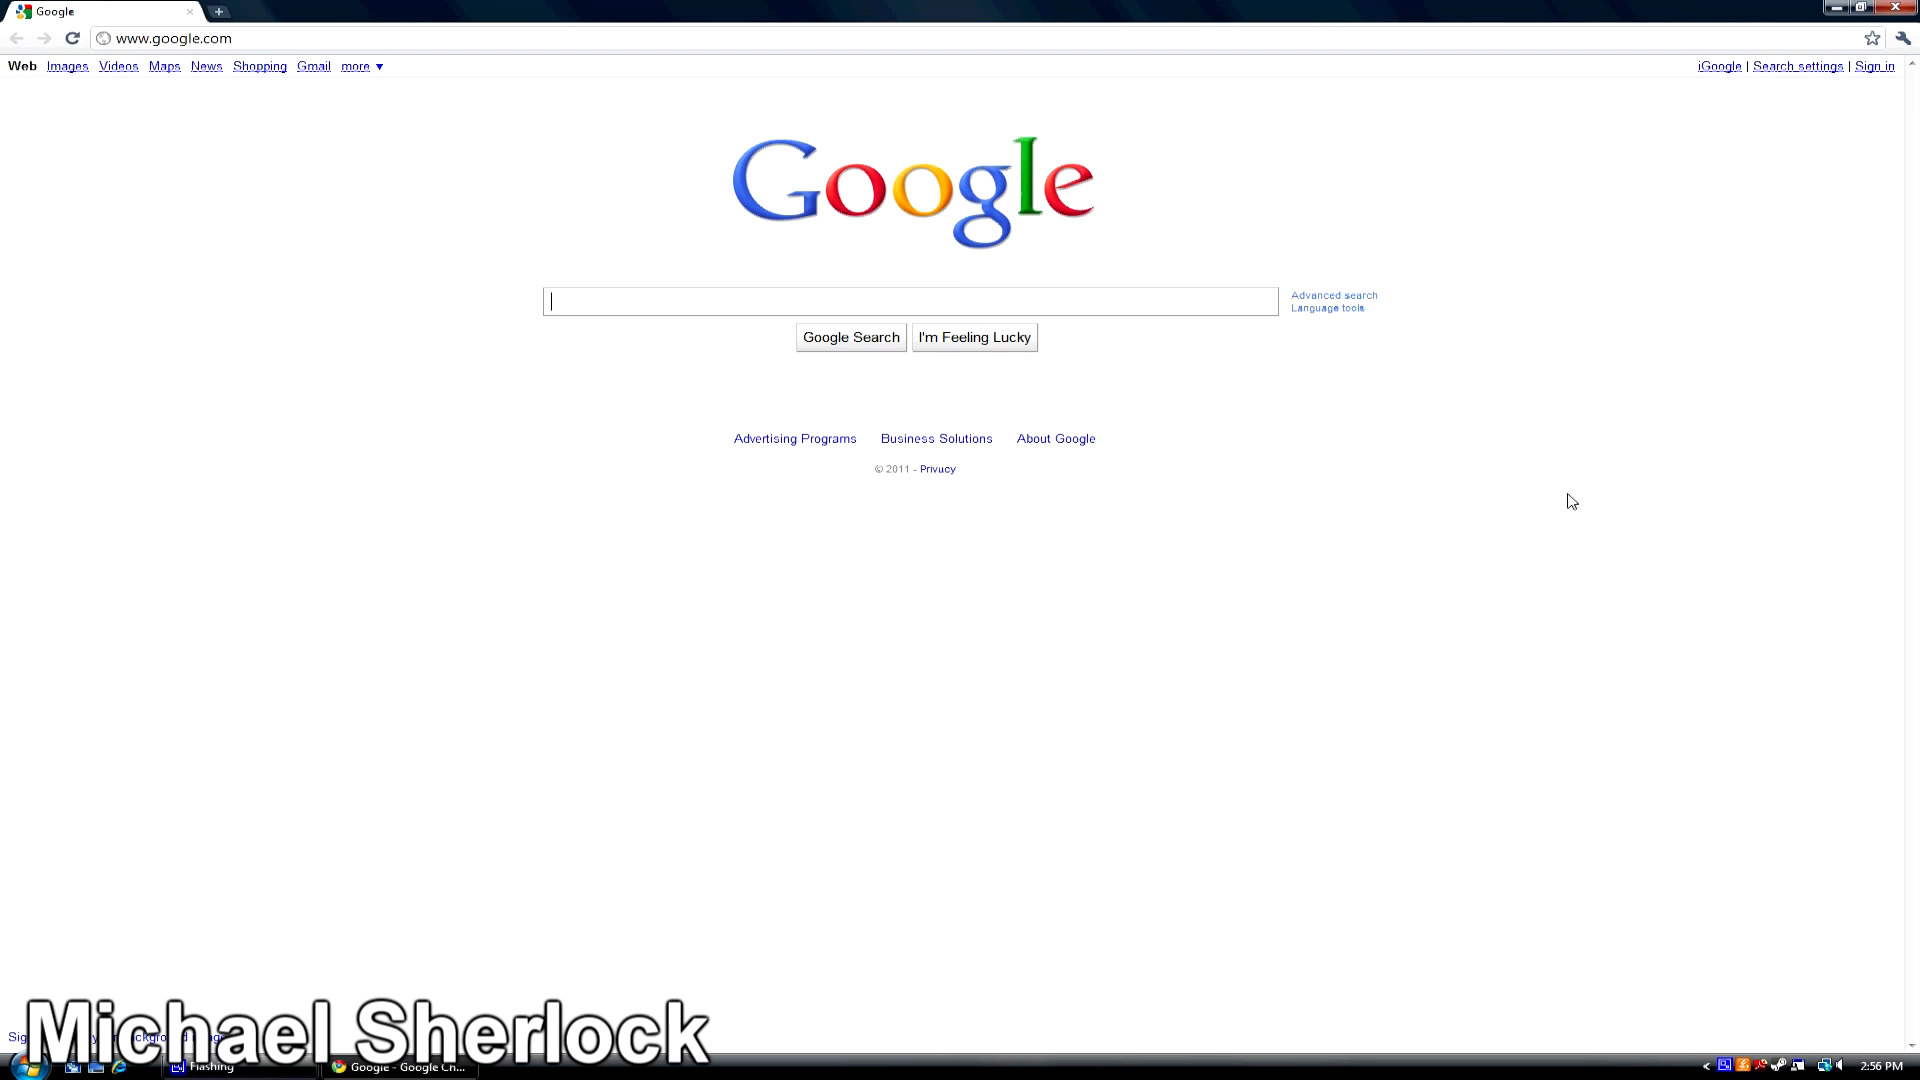 Google
www.google.com
Web Images Videos Maps News Shopping Gmail more ▼
iGoogle | Search settings | Sign in
Google
Advanced search
Language tools
Google Search I'm Feeling Lucky
Advertising Programs Business Solutions About Google
© 2011 - Privacy
Michael Sherlock
Flashing
Google - Google Ch...
2:56 PM